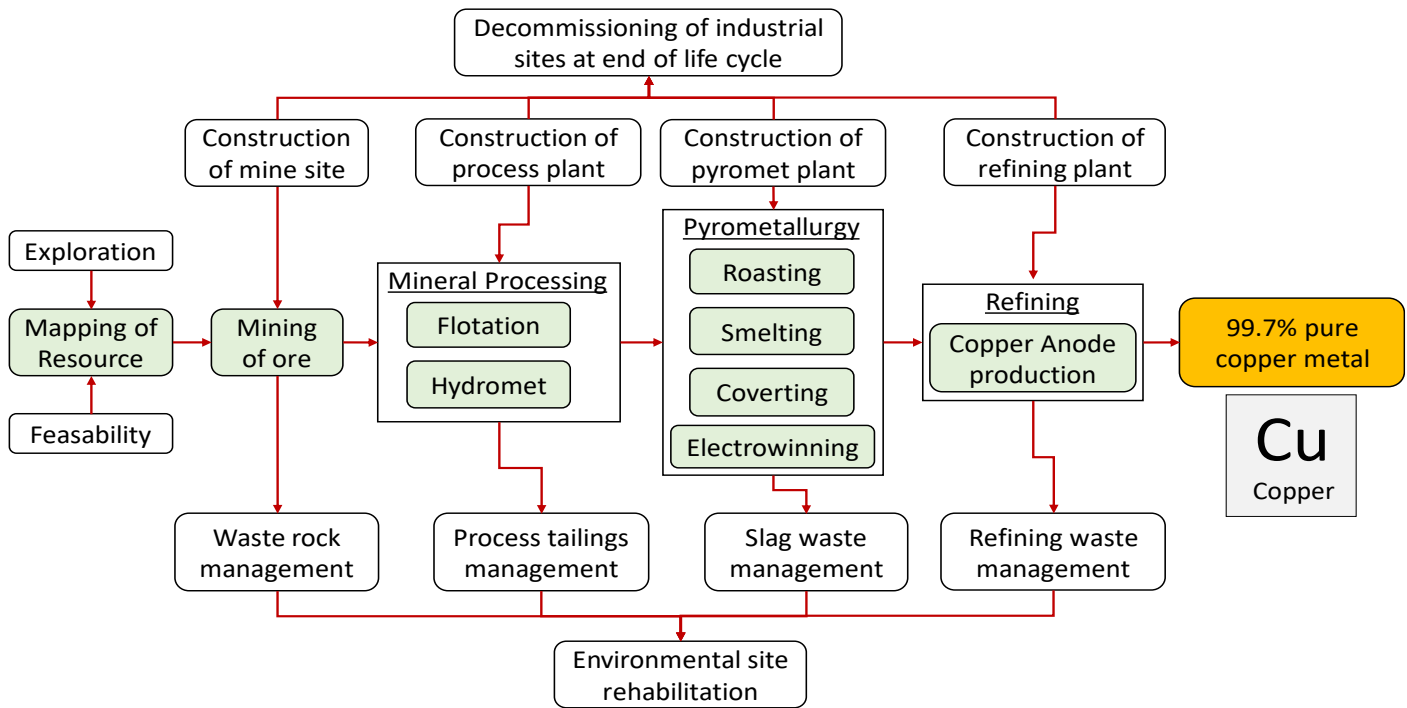 Decommissioning of industrial
sites at end of life cycle
Construction
of mine site
Construction of
process plant
Construction of
pyromet plant
Construction of
refining plant
Exploration
Mapping of
Resource
Feasability
Mining
of ore
Mineral Processing
Flotation
Hydromet
Pyrometallurgy
Roasting
Smelting
Coverting
Electrowinning
Refining
Copper Anode
production
99.7% pure
copper metal
Cu
Copper
Waste rock
management
Process tailings
management
Slag waste
management
Refining waste
management
Environmental site
rehabilitation